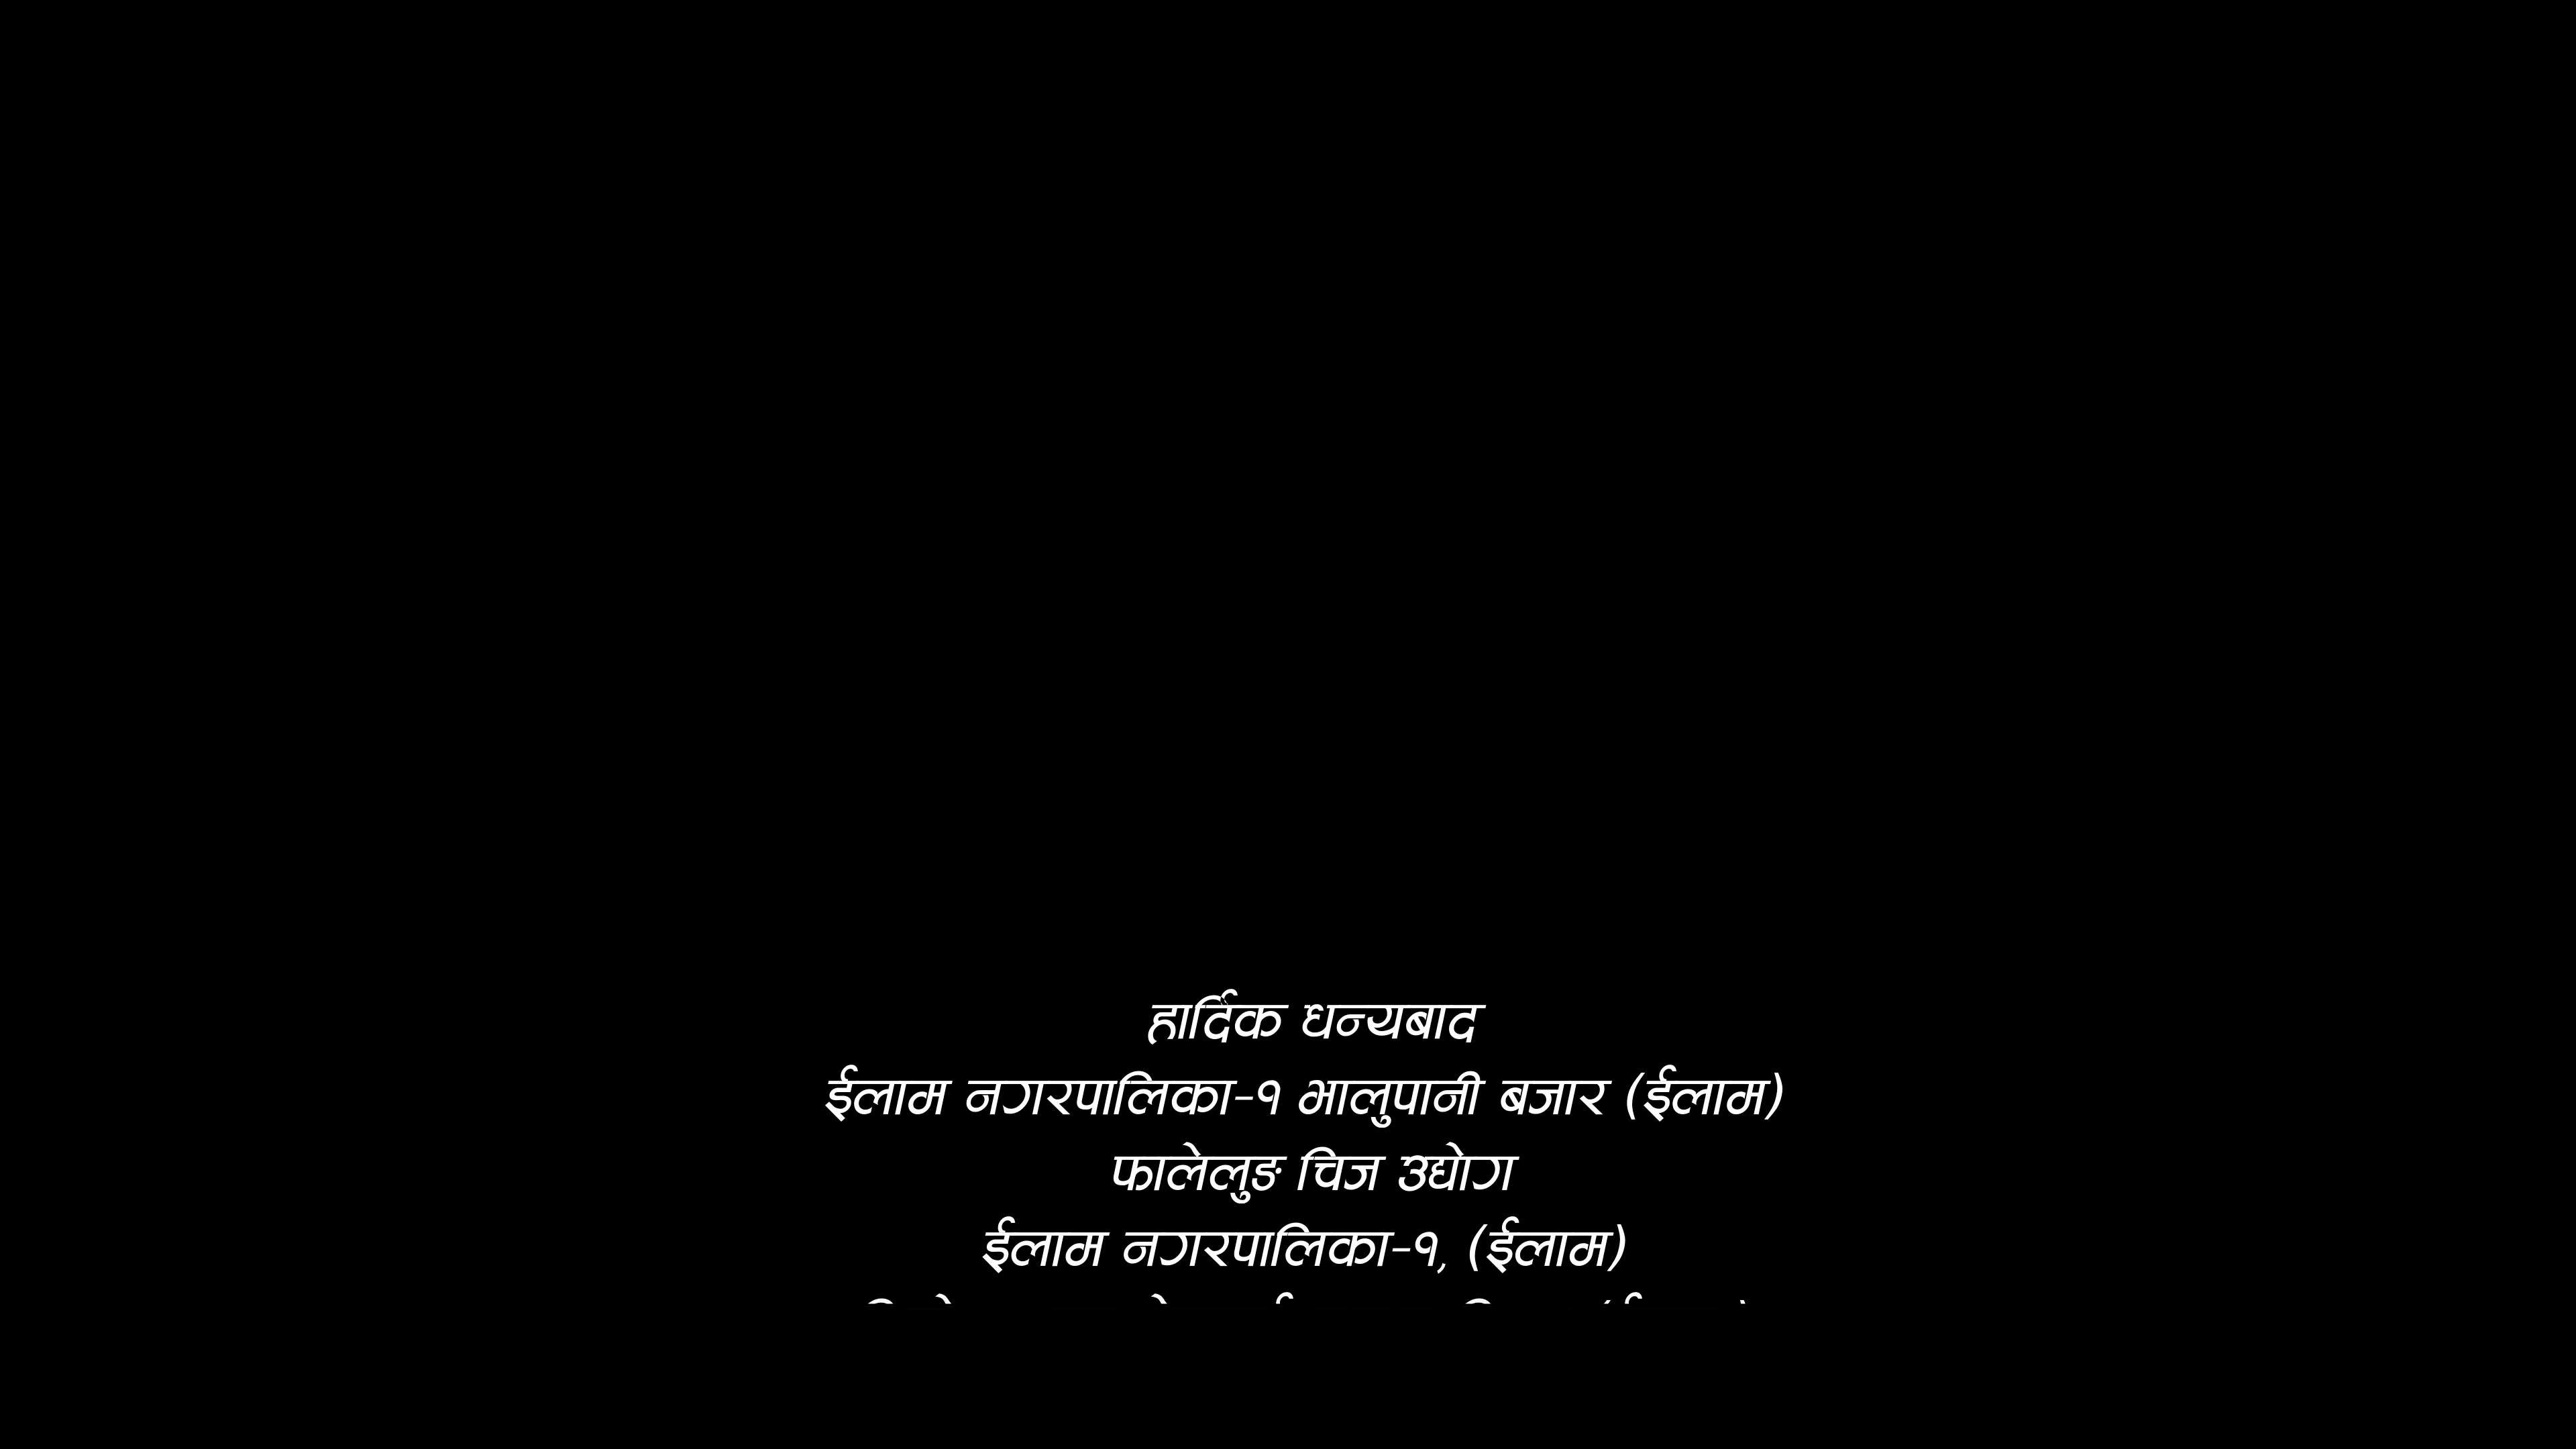 हार्दिक धन्यबाद
ईलाम नगरपालिका-१ भालुपानी बजार (ईलाम)
फालेलुङ चिज उद्योग
ईलाम नगरपालिका-१, (ईलाम)